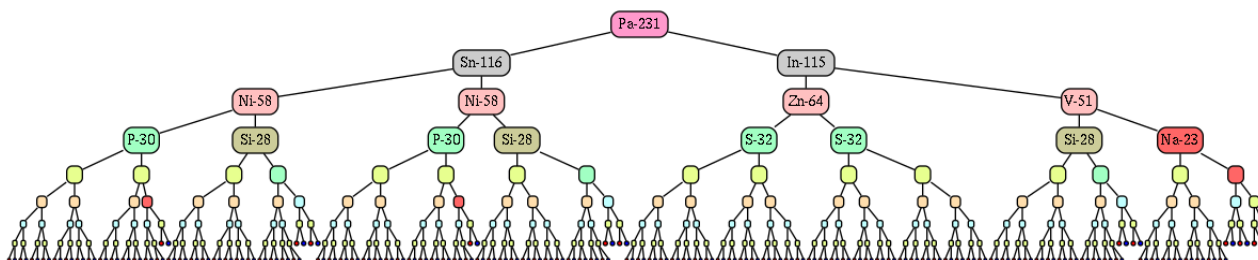 Pa-231
Sn-116 In-115
Ni-58 Ni-58 Zn-64 V-51
P-30 Si-28 P-30 Si-28 S-32 S-32 Si-28 Na-23